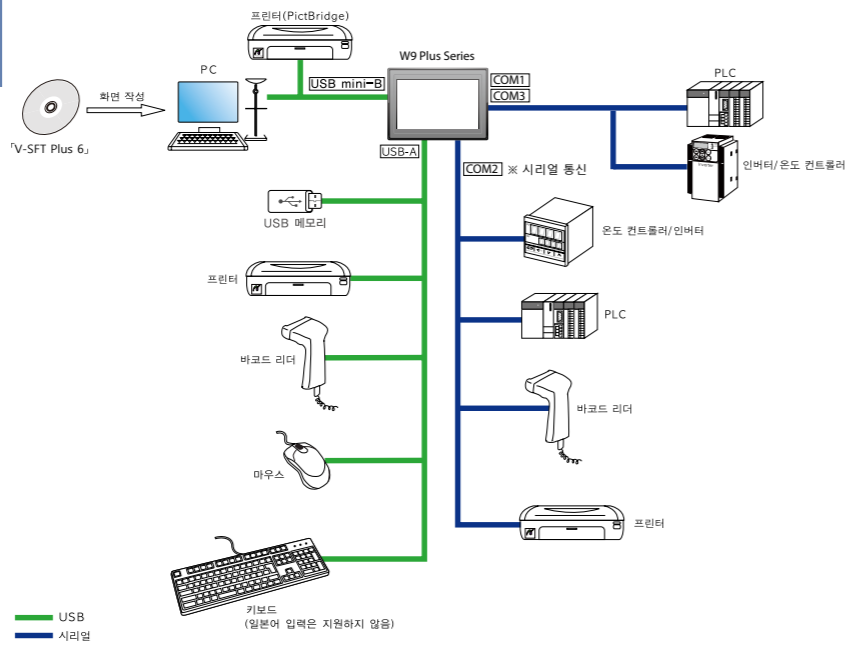 프린터(PictBridge)
W9 Plus Series
PC
USB mini-B
COM1
COM3
PLC
화면 작성
「V-SFT Plus 6」
USB-A
COM2 ※ 시리얼 통신
인버터/온도 컨트롤러
USB 메모리
온도 컨트롤러/인버터
프린터
PLC
바코드 리더
바코드 리더
마우스
프린터
키보드
(일본어 입력은 지원하지 않음)
USB
시리얼